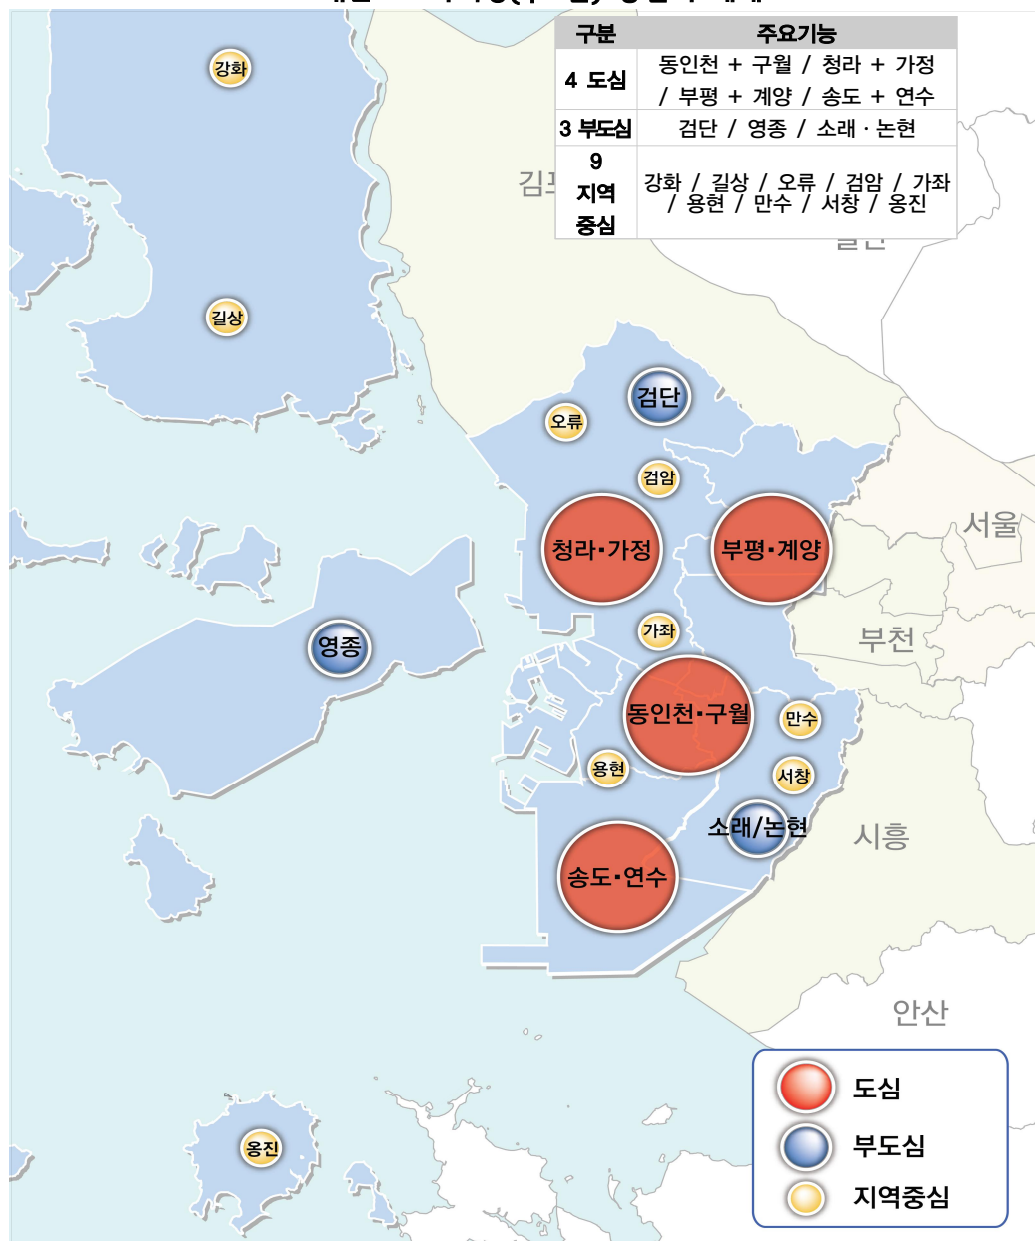 구분 주요기능
4 도심 동인천 + 구월 / 청라 + 가정
/ 부평 + 계양 / 송도 + 연수
3 부도심 검단 / 영종 / 소래 · 논현
9
지역
중심
강화 / 길상 / 오류 / 검암 / 가좌
/ 용현 / 만수 / 서창 / 옹진
강화
길상
검단
오류
검암
서울
청라·가정
부평·계양
가좌
부천
영종
동인천·구월
만수
용현
서창
소래/논현
시흥
송도·연수
안산
옹진
도심
부도심
지역중심